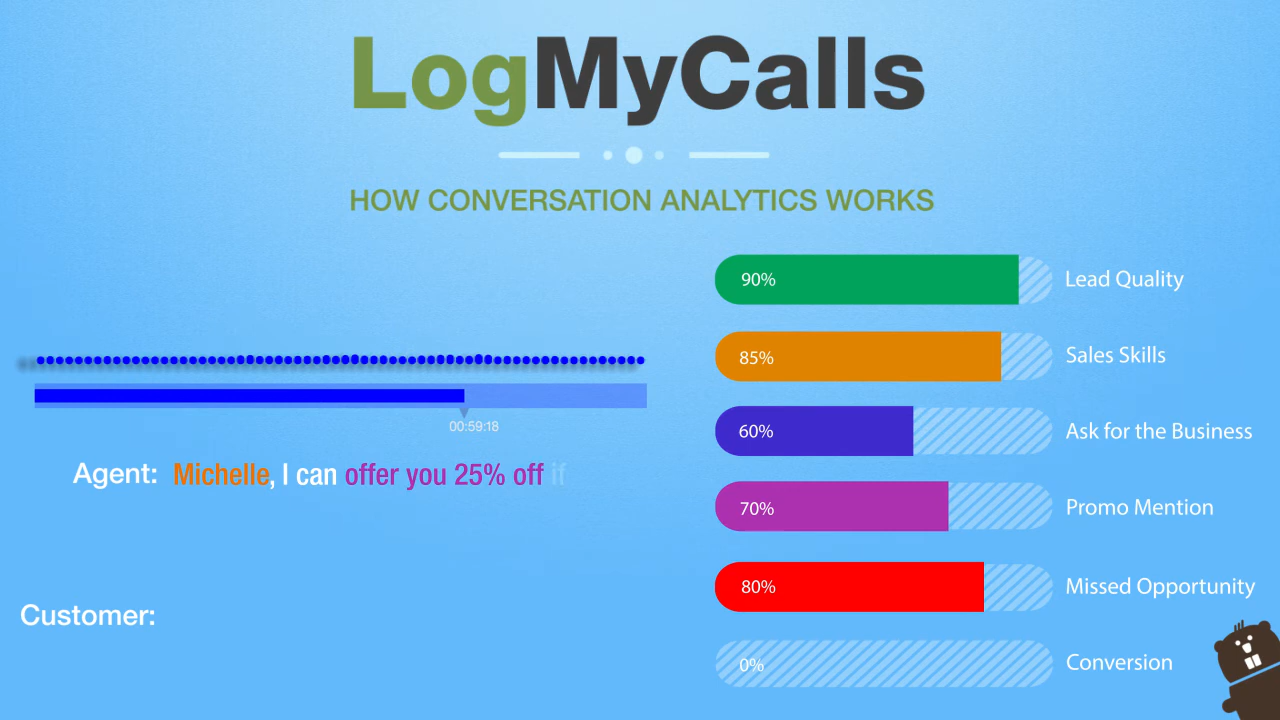 LogMyCalls
HOW CONVERSATION ANALYTICS WORKS
90% Lead Quality
85% Sales Skills
60% Ask for the Business
70% Promo Mention
80% Missed Opportunity
0% Conversion
00:59:18
Agent: Michelle, I can offer you 25% off if
Customer: